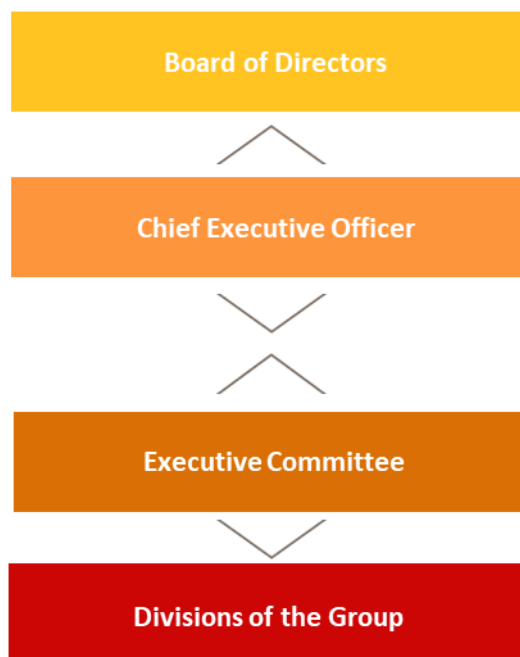 Board of Directors
Chief Executive Officer
Executive Committee
Divisions of the Group